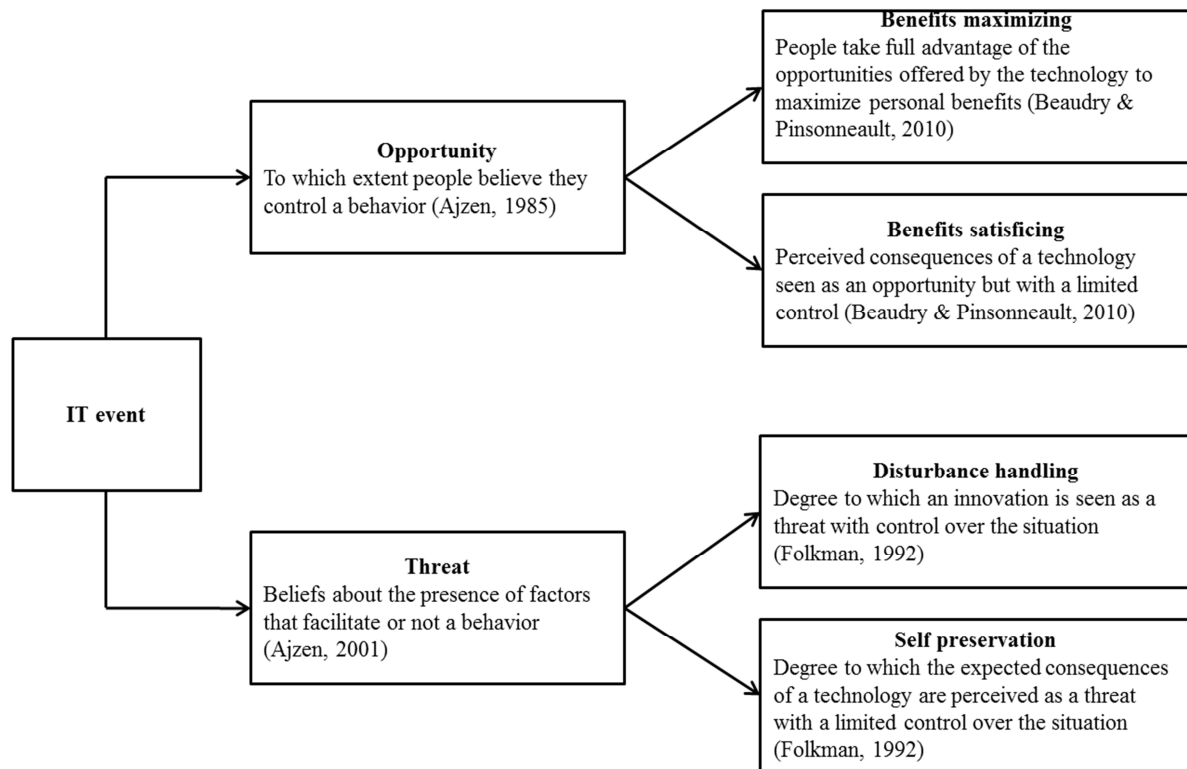 Benefits maximizing
People take full advantage of the
opportunities offered by the technology to
maximize personal benefits (Beaudry &
Pinsonneault, 2010)
Opportunity
To which extent people believe they
control a behavior (Ajzen, 1985)
Benefits satisficing
Perceived consequences of a technology
seen as an opportunity but with a limited
control (Beaudry & Pinsonneault, 2010)
IT event
Disturbance handling
Degree to which an innovation is seen as a
threat with control over the situation
(Folkman, 1992)
Threat
Beliefs about the presence of factors
that facilitate or not a behavior
(Ajzen, 2001)
Self preservation
Degree to which the expected consequences
of a technology are perceived as a threat
with a limited control over the situation
(Folkman, 1992)